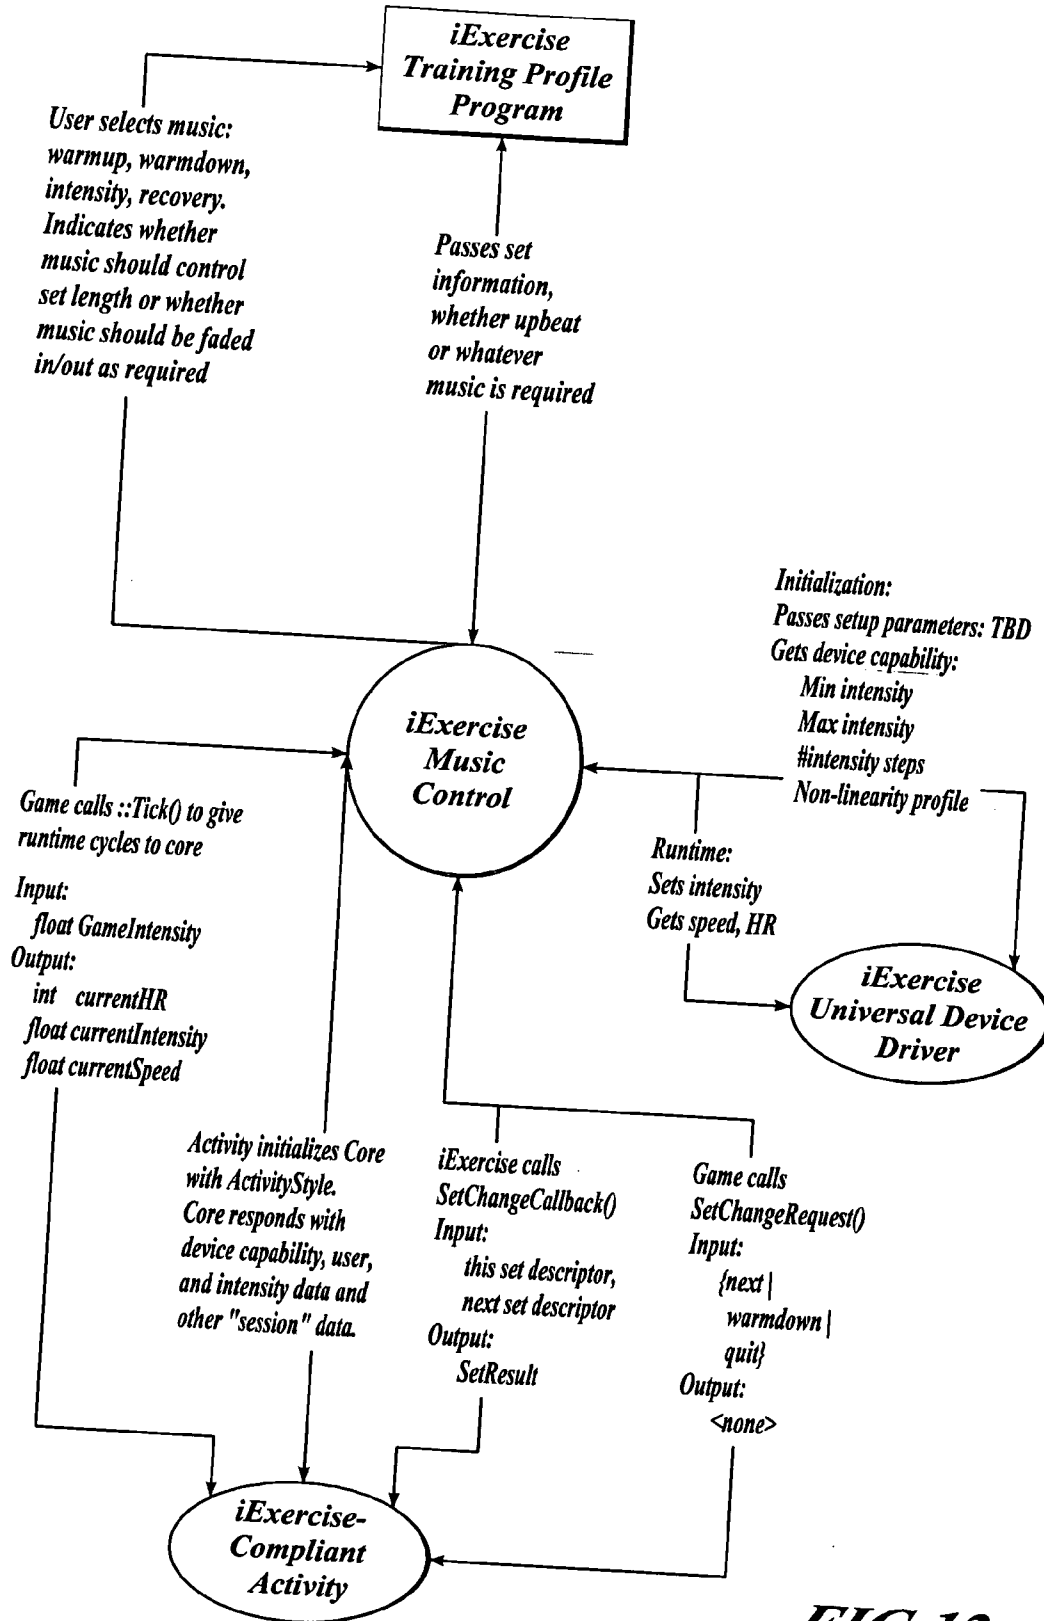 iExercise
Training Profile
Program
User selects music:
warmup, warmdown,
intensity, recovery.
Indicates whether
music should control
set length or whether
music should be faded
in/out as required
Passes set
information,
whether upbeat
or whatever
music is required
Initialization:
Passes setup parameters: TBD
Gets device capability:
Min intensity
Max intensity
#intensity steps
Non-linearity profile
iExercise
Music
Control
Game calls ::Tick() to give
runtime cycles to core
Input:
float GameIntensity
Output:
int currentHR
float currentIntensity
float currentSpeed
Runtime:
Sets intensity
Gets speed, HR
iExercise
Universal Device
Driver
Activity initializes Core
with ActivityStyle.
Core responds with
device capability, user,
and intensity data and
other "session" data.
iExercise calls
SetChangeCallback()
Input:
this set descriptor,
next set descriptor
Output:
SetResult
Game calls
SetChangeRequest()
Input:
{next |
warmdown |
quit}
Output:
<none>
iExercise-
Compliant
Activity